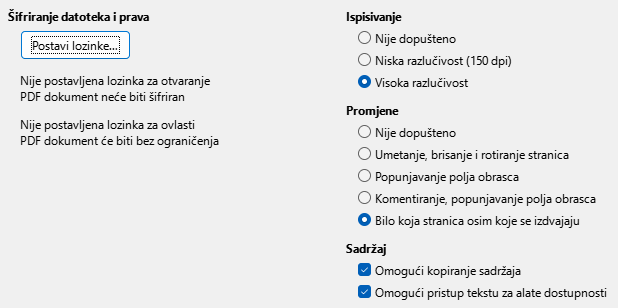 Šifriranje datoteka i prava
Postavi lozinke...
Nije postavljena lozinka za otvaranje
PDF dokument neće biti šifriran
Nije postavljena lozinka za ovlasti
PDF dokument će biti bez ograničenja
Ispisivanje
Nije dopušteno
Niska razlučivost (150 dpi)
Visoka razlučivost
Promjene
Nije dopušteno
Umetanje, brisanje i rotiranje stranica
Popunjavanje polja obrasca
Komentiranje, popunjavanje polja obrasca
Bilo koja stranica osim koje se izdvajaju
Sadržaj
Omogući kopiranje sadržaja
Omogući pristup tekstu za alate dostupnosti